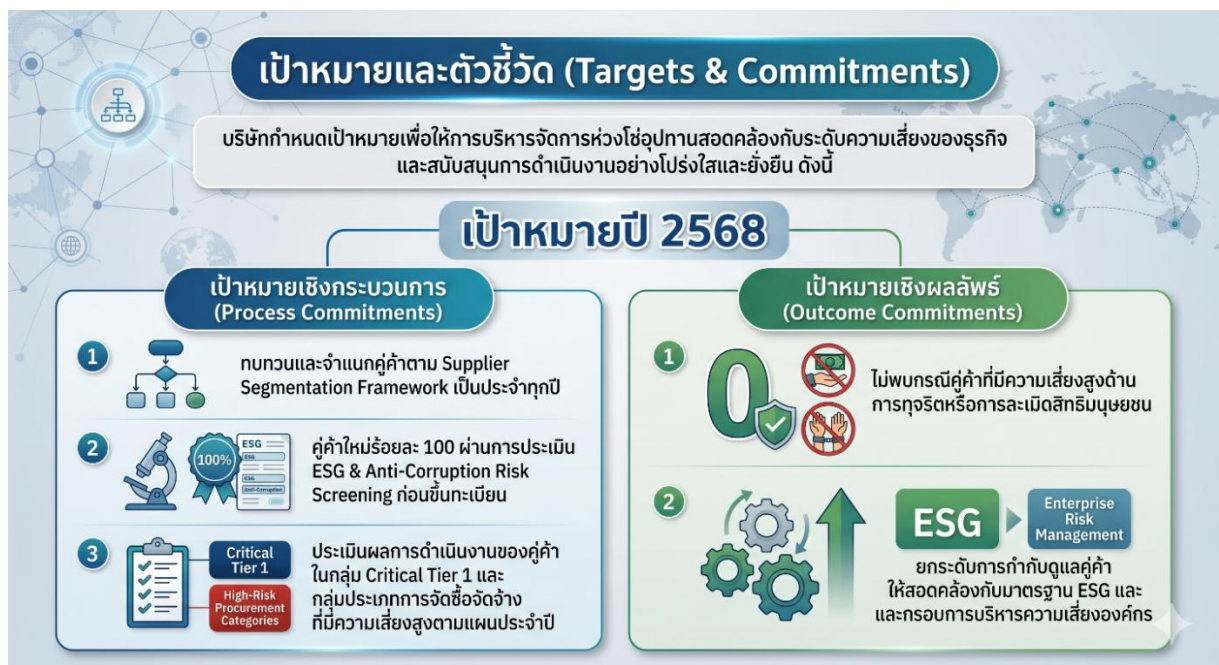 เป้าหมายและตัวชี้วัด (Targets & Commitments)
บริษัทกำหนดเป้าหมายเพื่อให้การบริหารจัดการห่วงโซ่อุปทานสอดคล้องกับระดับความเสี่ยงของธุรกิจ
และสนับสนุนการดำเนินงานอย่างโปร่งใสและยั่งยืน ดังนี้
เป้าหมายปี 2568
เป้าหมายเชิงกระบวนการ
(Process Commitments)
1
ทบทวนและจำแนกคู่ค้าตาม Supplier
Segmentation Framework เป็นประจำทุกปี
2
100%
ESG
ESG
ESG
Anti-Corruption
คู่ค้าใหม่ร้อยละ 100 ผ่านการประเมิน
ESG & Anti-Corruption Risk
Screening ก่อนขึ้นทะเบียน
3
Critical
Tier 1
High-Risk
Procurement
Categories
ประเมินผลการดำเนินงานของคู่ค้า
ในกลุ่ม Critical Tier 1 และ
กลุ่มประเภทการจัดซื้อจัดจ้าง
ที่มีความเสี่ยงสูงตามแผนประจำปี
เป้าหมายเชิงผลลัพธ์
(Outcome Commitments)
1
0
ไม่พบกรณีคู่ค้าที่มีความเสี่ยงสูงด้าน
การทุจริตหรือการละเมิดสิทธิมนุษยชน
2
ESG
Enterprise
Risk
Management
ยกระดับการกำกับดูแลคู่ค้า
ให้สอดคล้องกับมาตรฐาน ESG และ
และกรอบการบริหารความเสี่ยงองค์กร